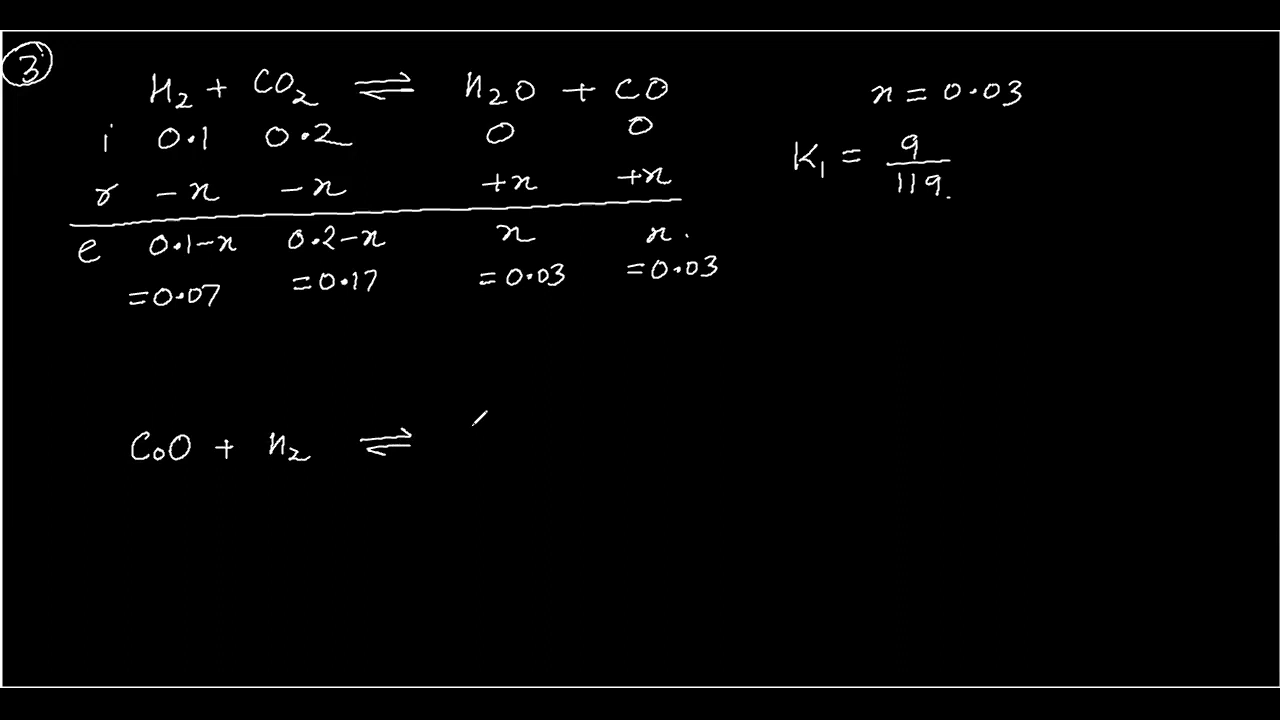 3
H₂ + CO₂ ⇌ H₂O + CO
i 0.1 0.2 0 0
r -x -x +x +x
e 0.1-x 0.2-x x x.
=0.07 =0.17 =0.03 =0.03
x = 0.03
K₁ = 9/119.
CoO + H₂ ⇌